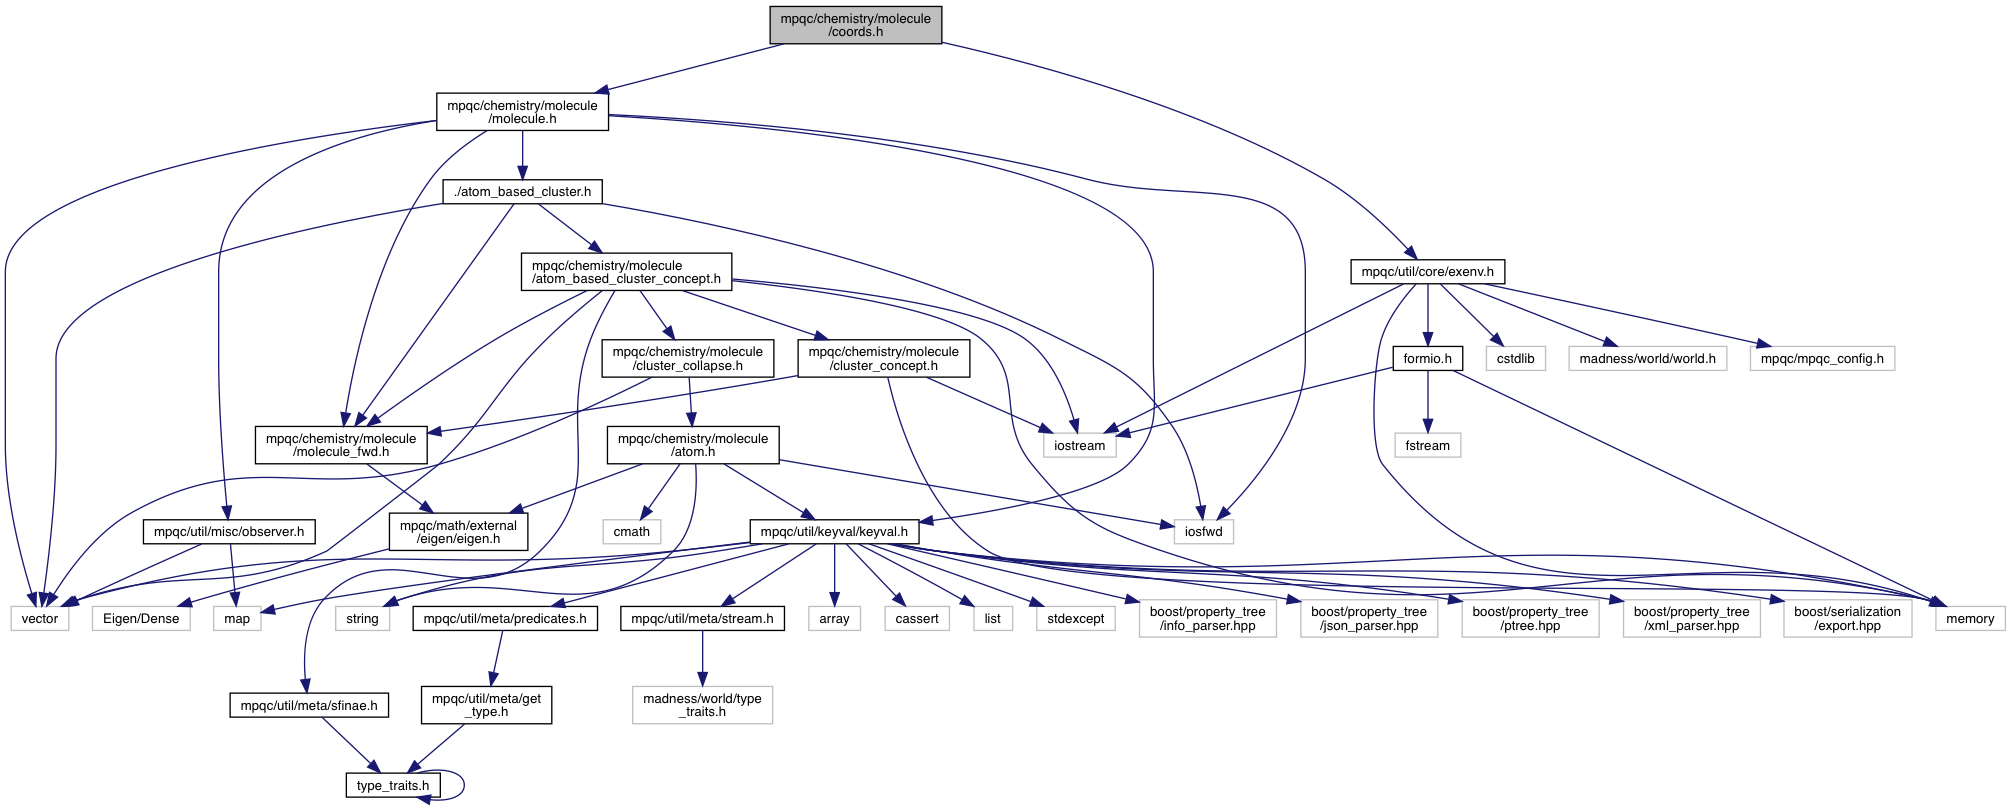 mpqc/chemistry/molecule
/coords.h
mpqc/chemistry/molecule
/molecule.h
./atom_based_cluster.h
mpqc/chemistry/molecule
/atom_based_cluster_concept.h
mpqc/util/core/exenv.h
mpqc/chemistry/molecule
/cluster_collapse.h
mpqc/chemistry/molecule
/cluster_concept.h
formio.h
cstdlib
madness/world/world.h
mpqc/mpqc_config.h
mpqc/chemistry/molecule
/molecule_fwd.h
mpqc/chemistry/molecule
/atom.h
iostream
fstream
mpqc/util/misc/observer.h
mpqc/math/external
/eigen/eigen.h
cmath
mpqc/util/keyval/keyval.h
iosfwd
vector
Eigen/Dense
map
string
mpqc/util/meta/predicates.h
mpqc/util/meta/stream.h
array
cassert
list
stdexcept
boost/property_tree
/info_parser.hpp
boost/property_tree
/json_parser.hpp
boost/property_tree
/ptree.hpp
boost/property_tree
/xml_parser.hpp
boost/serialization
/export.hpp
memory
mpqc/util/meta/sfinae.h
mpqc/util/meta/get
_type.h
madness/world/type
_traits.h
type_traits.h